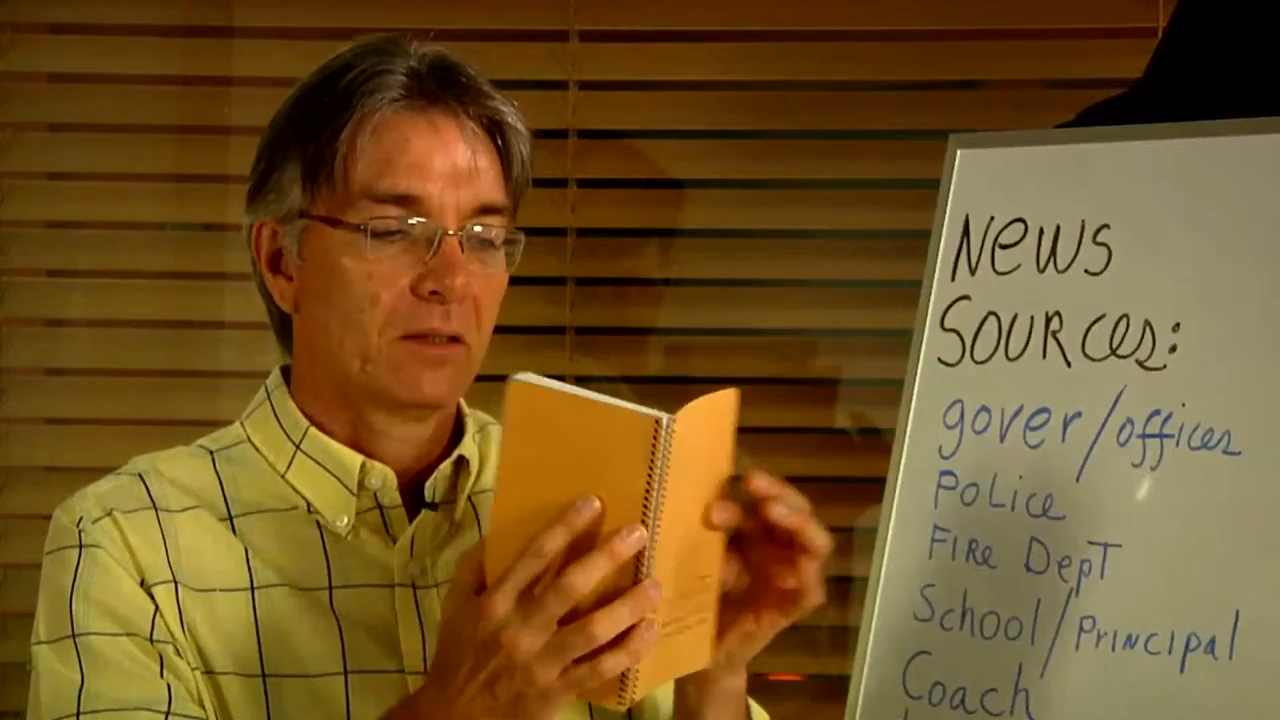 News
Sources:
gover/offices
Police
Fire Dept
School/Principal
Coach